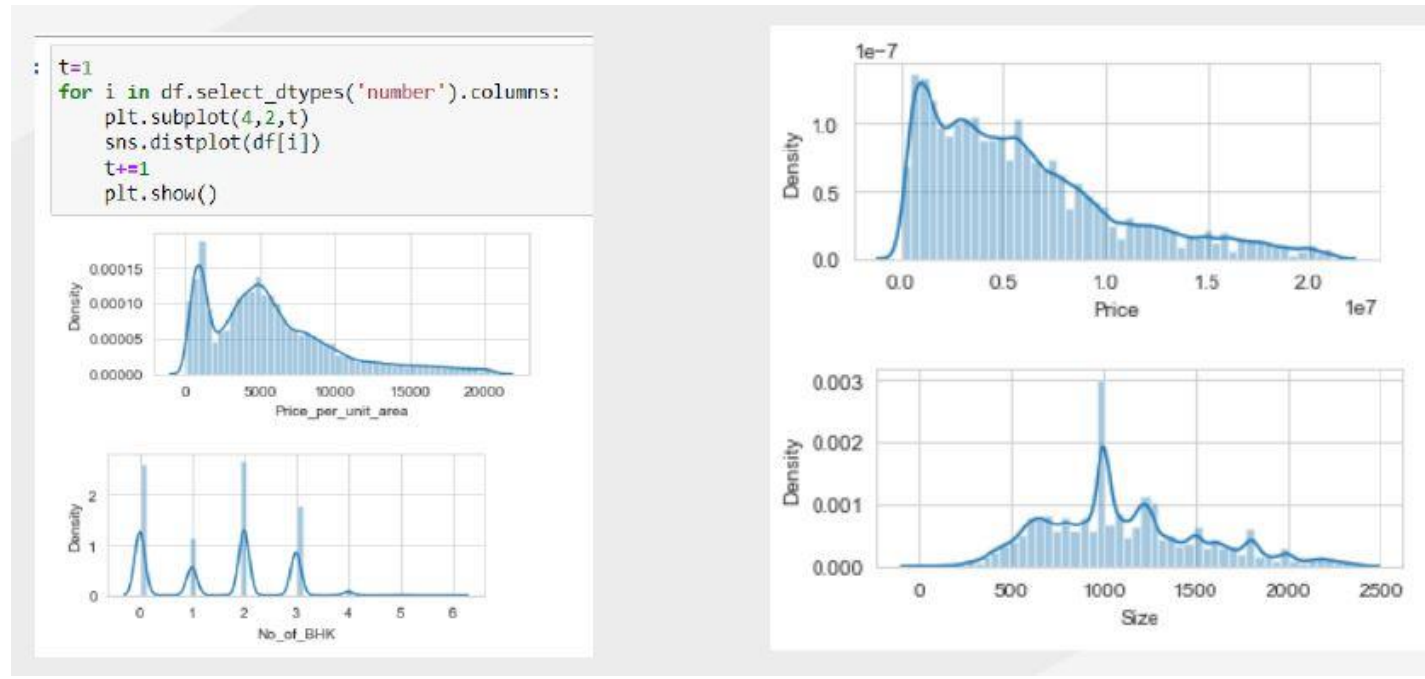 : t=1
for i in df.select_dtypes('number').columns:
    plt.subplot(4,2,t)
    sns.distplot(df[i])
    t+=1
    plt.show()
0.00015
0.00010
0.00005
0.00000
Density
0 5000 10000 15000 20000
Price_per_unit_area
2
1
0
Density
0 1 2 3 4 5 6
No_of_BHK
1e-7
1.0
0.5
0.0
Density
0.0 0.5 1.0 1.5 2.0
Price 1e7
0.003
0.002
0.001
0.000
Density
0 500 1000 1500 2000 2500
Size